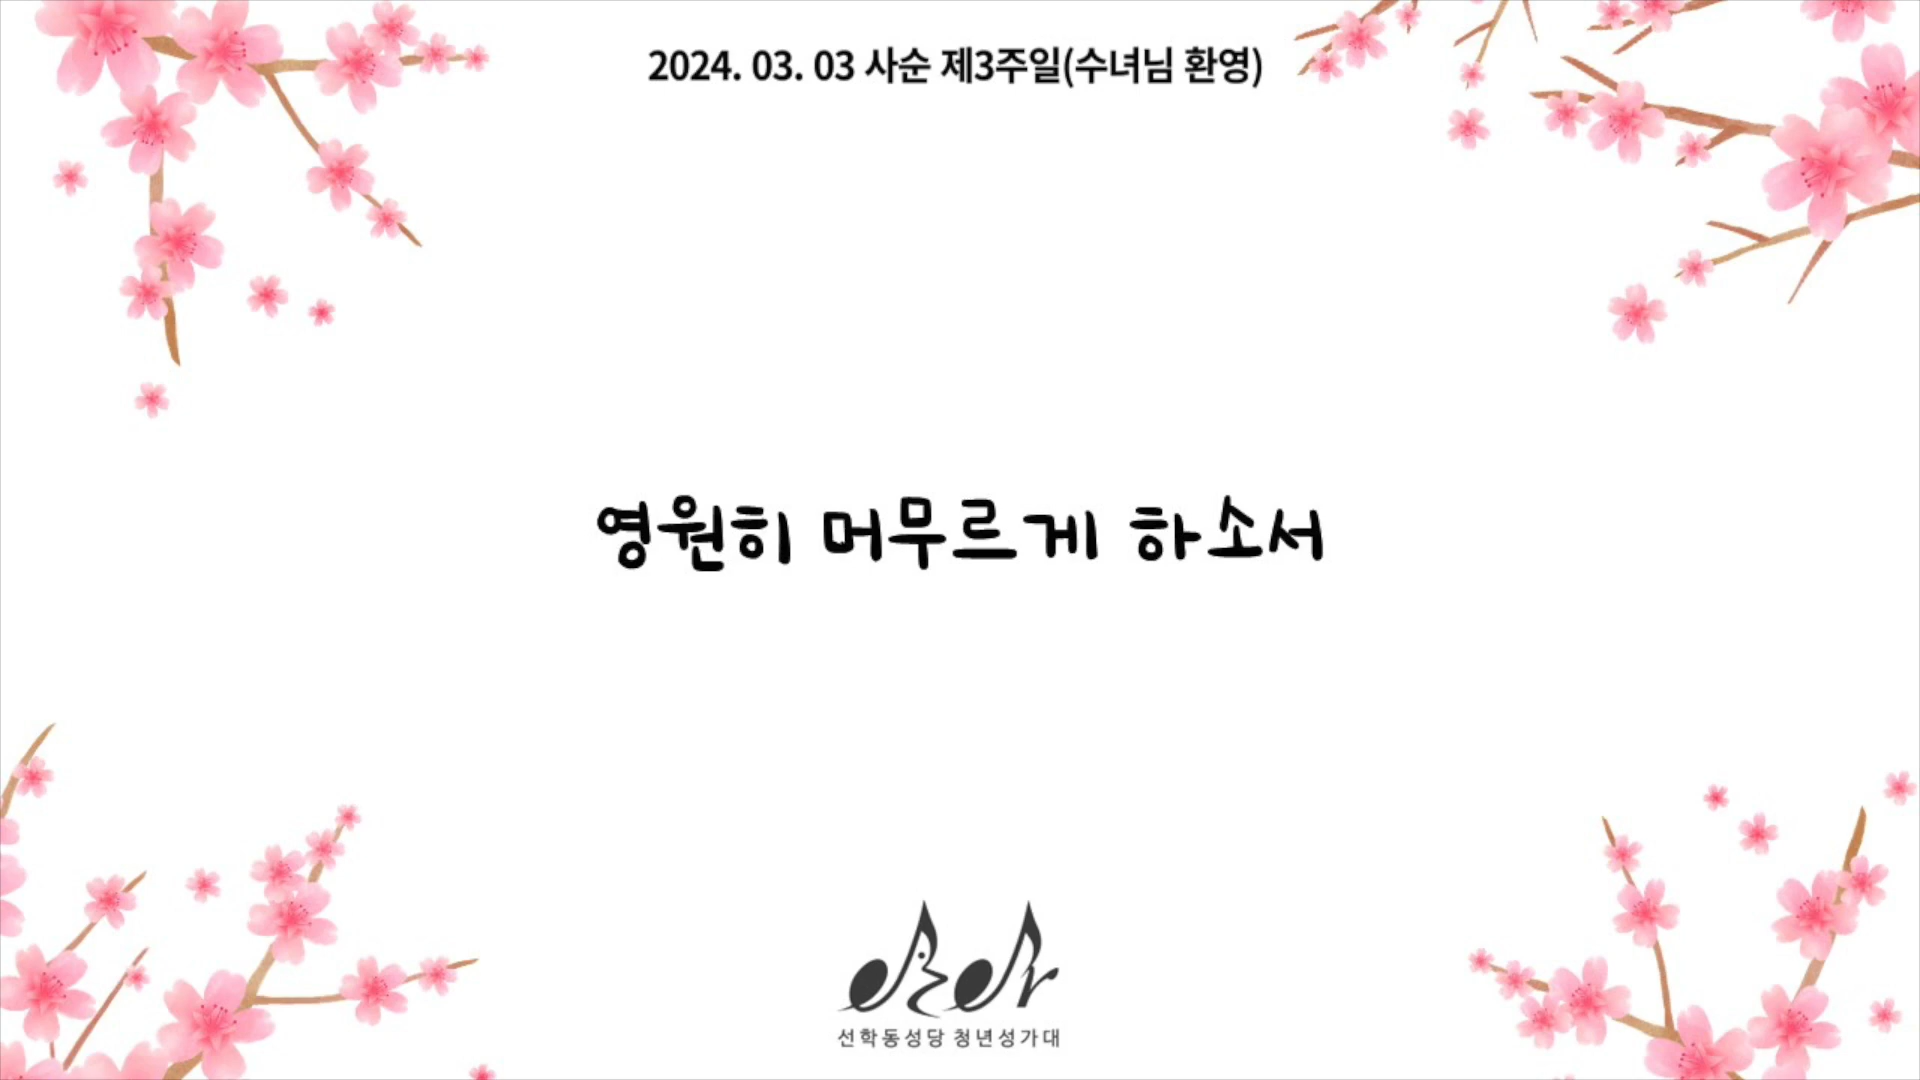 2024. 03. 03 사순 제3주일(수녀님 환영)
영원히 머무르게 하소서
선학동성당 청년성가대